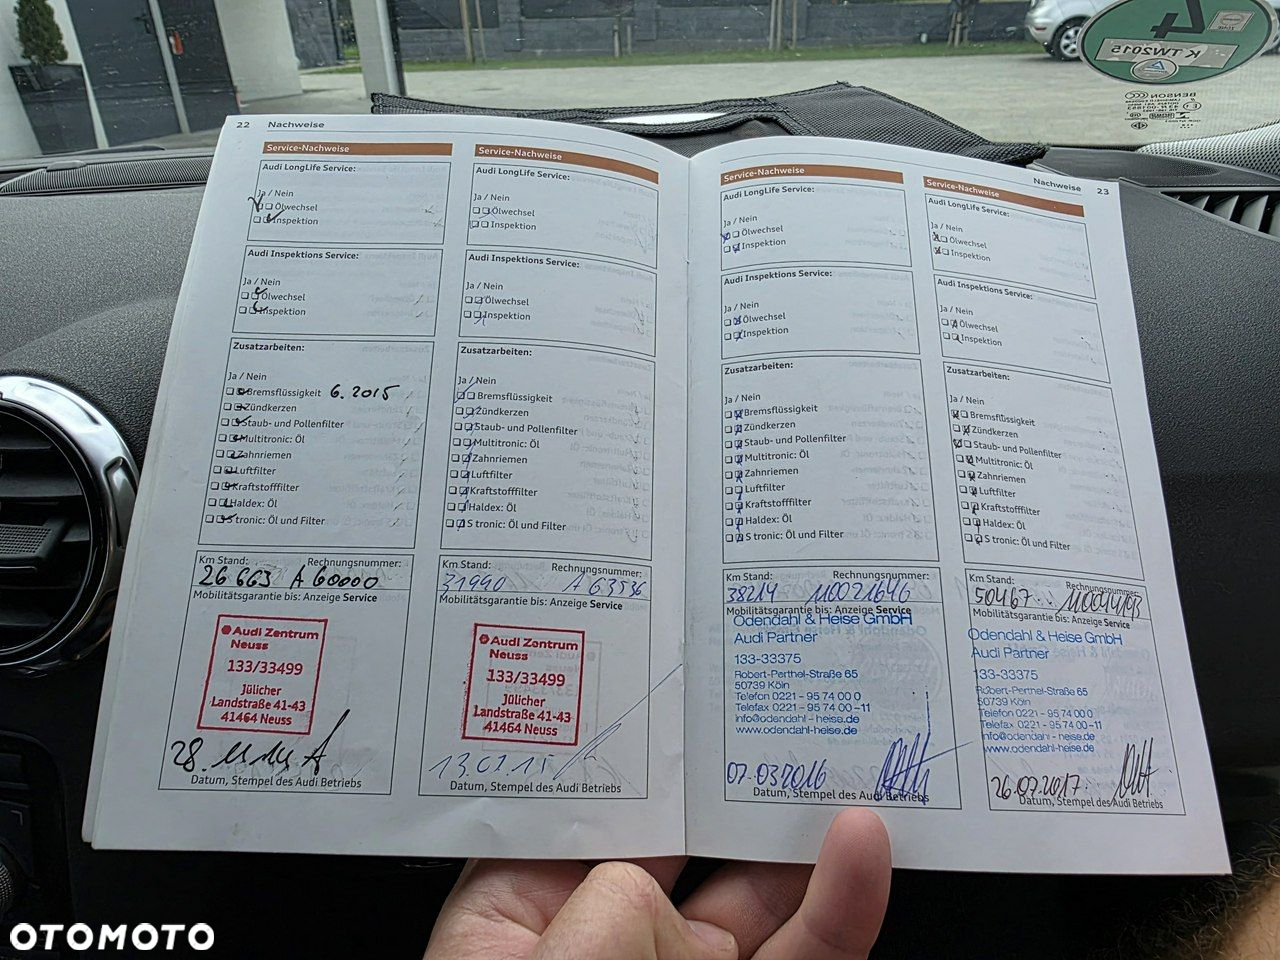 22 Nachweise
Service-Nachweise
Audi LongLife Service:
Ja / Nein
Ölwechsel
Inspektion
Audi Inspektions Service:
Ja / Nein
Ölwechsel
Inspektion
Zusatzarbeiten:
Ja / Nein
Bremsflüssigkeit 6.2015
Zündkerzen
Staub- und Pollenfilter
Multitronic: Öl
Zahnriemen
Luftfilter
Kraftstofffilter
Haldex: Öl
S tronic: Öl und Filter
Km Stand: Rechnungsnummer:
26 663 A 60000
Mobilitätsgarantie bis: Anzeige Service
Audi Zentrum
Neuss
133/33499
Jülicher
Landstraße 41-43
41464 Neuss
28.11.14
Datum, Stempel des Audi Betriebs
Service-Nachweise
Audi LongLife Service:
Ja / Nein
Ölwechsel
Inspektion
Audi Inspektions Service:
Ja / Nein
Ölwechsel
Inspektion
Zusatzarbeiten:
Ja / Nein
Bremsflüssigkeit
Zündkerzen
Staub- und Pollenfilter
Multitronic: Öl
Zahnriemen
Luftfilter
Kraftstofffilter
Haldex: Öl
S tronic: Öl und Filter
Km Stand: Rechnungsnummer:
31990 A 63536
Mobilitätsgarantie bis: Anzeige Service
Audi Zentrum
Neuss
133/33499
Jülicher
Landstraße 41-43
41464 Neuss
Datum, Stempel des Audi Betriebs
Service-Nachweise
Audi LongLife Service:
Ja / Nein
Ölwechsel
Inspektion
Audi Inspektions Service:
Ja / Nein
Ölwechsel
Inspektion
Zusatzarbeiten:
Ja / Nein
Bremsflüssigkeit
Zündkerzen
Staub- und Pollenfilter
Multitronic: Öl
Zahnriemen
Luftfilter
Kraftstofffilter
Haldex: Öl
S tronic: Öl und Filter
Km Stand: Rechnungsnummer:
38214 110021646
Mobilitätsgarantie bis: Anzeige Service
Odendahl & Heise GmbH
Audi Partner
133-33375
Robert-Perthel-Straße 65
50739 Köln
Telefon 0221 - 95 74 00 0
Telefax 0221 - 95 74 00 -11
info@odendahl-heise.de
www.odendahl-heise.de
07.03.2016
Datum, Stempel des Audi Betriebs
Nachweise 23
Service-Nachweise
Audi LongLife Service:
Ja / Nein
Ölwechsel
Inspektion
Audi Inspektions Service:
Ja / Nein
Ölwechsel
Inspektion
Zusatzarbeiten:
Ja / Nein
Bremsflüssigkeit
Zündkerzen
Staub- und Pollenfilter
Multitronic: Öl
Zahnriemen
Luftfilter
Kraftstofffilter
Haldex: Öl
S tronic: Öl und Filter
Km Stand: Rechnungsnummer:
50467 110044193
Mobilitätsgarantie bis: Anzeige Service
Odendahl & Heise GmbH
Audi Partner
133-33375
Robert-Perthel-Straße 65
50739 Köln
Telefon 0221 - 95 74 00 0
Telefax 0221 - 95 74 00 -11
info@odendahl-heise.de
www.odendahl-heise.de
26.07.2017
Datum, Stempel des Audi Betriebs
4
K TW2015
BENSON
OTOMOTO